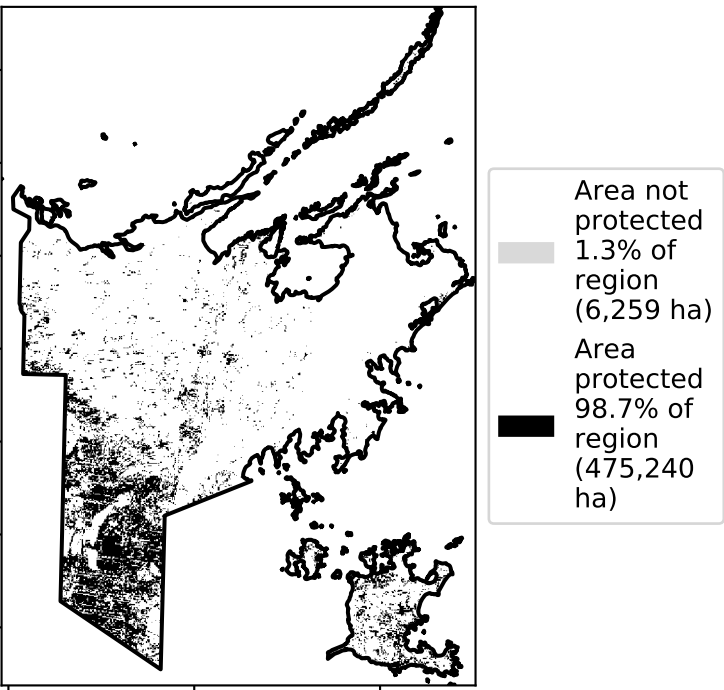 Area not
protected
1.3% of
region
(6,259 ha)
Area
protected
98.7% of
region
(475,240
ha)